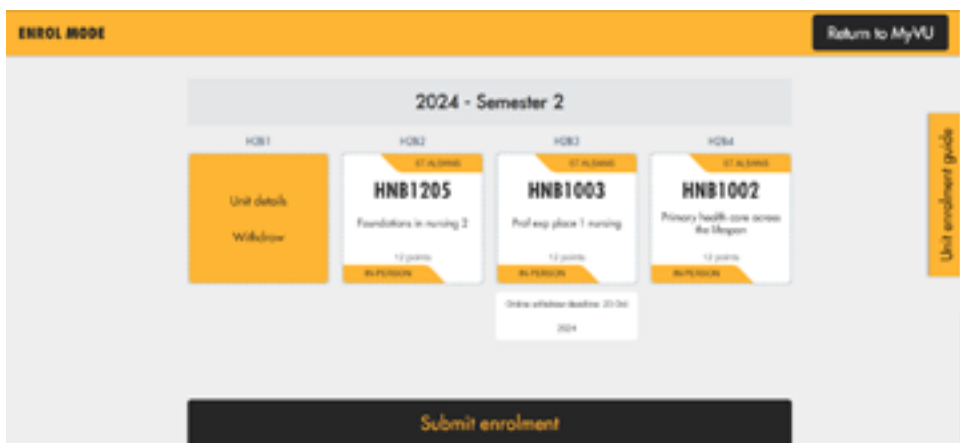 ENROL MODE
Return to MyVU
2024 - Semester 2
H2B1
H2B2
H2B3
H2B4
Unit details
Withdraw
ST ALBANS
HNB1205
Foundations in nursing 2
12 points
IN-PERSON
ST ALBANS
HNB1003
Prof exp place 1 nursing
12 points
IN-PERSON
Online withdraw deadline: 20 Oct
2024
ST ALBANS
HNB1002
Primary health care across
the lifespan
12 points
IN-PERSON
Unit enrolment guide
Submit enrolment